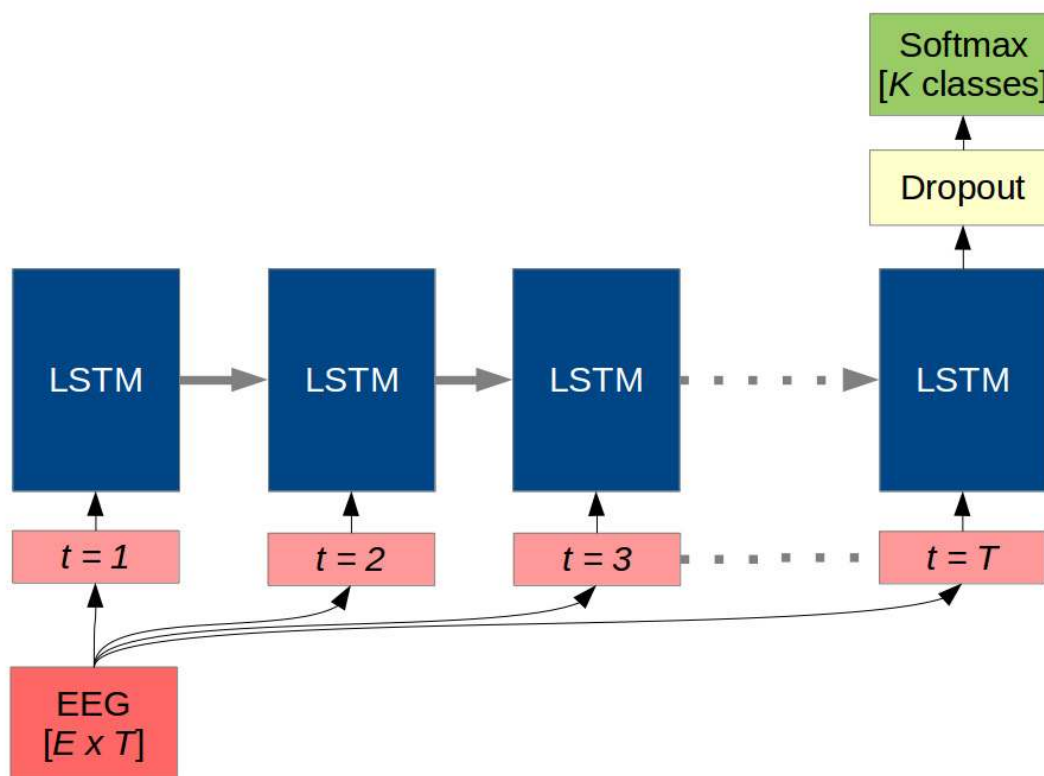 Softmax
[K classes]
Dropout
LSTM
LSTM
LSTM
LSTM
t = 1
t = 2
t = 3
t = T
EEG
[E x T]